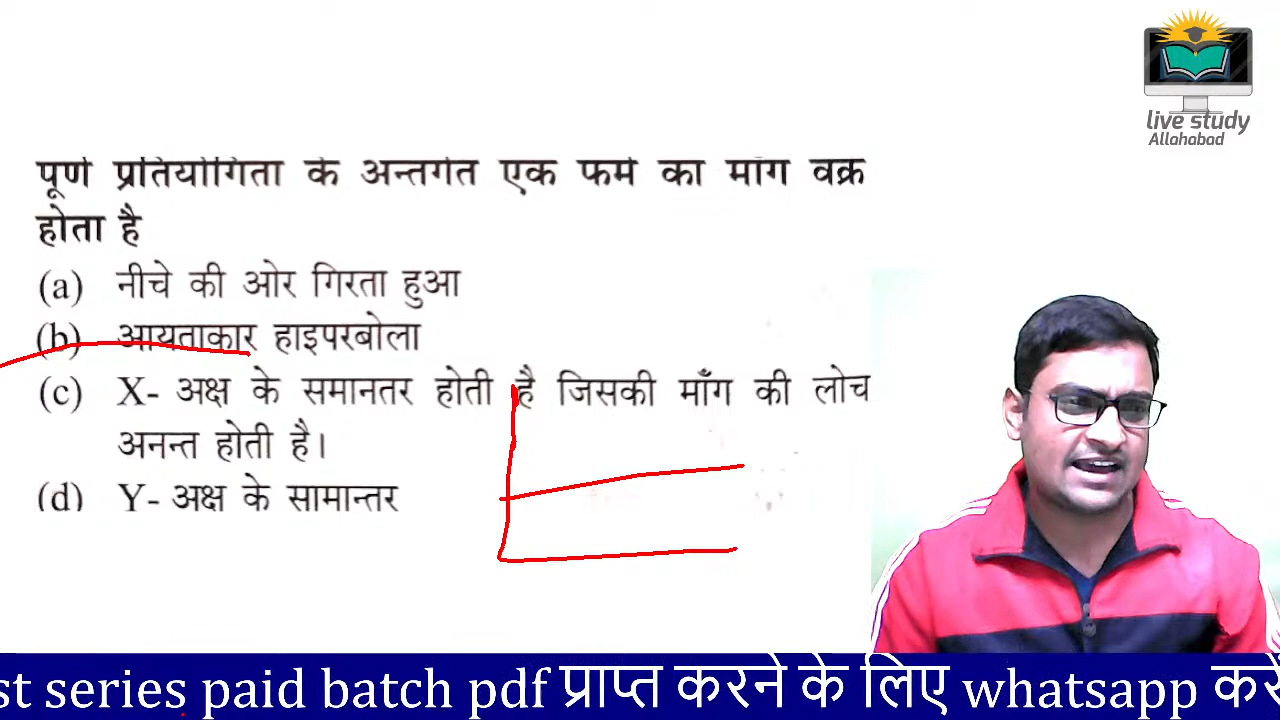 live study
Allahabad
पूर्ण प्रतियोगिता के अन्तर्गत एक फर्म का माँग वक्र
होता है
(a) नीचे की ओर गिरता हुआ
(b) आयताकार हाइपरबोला
(c) X- अक्ष के समानतर होती है जिसकी माँग की लोच
अनन्त होती है।
(d) Y- अक्ष के सामान्तर
st series paid batch pdf प्राप्त करने के लिए whatsapp करें